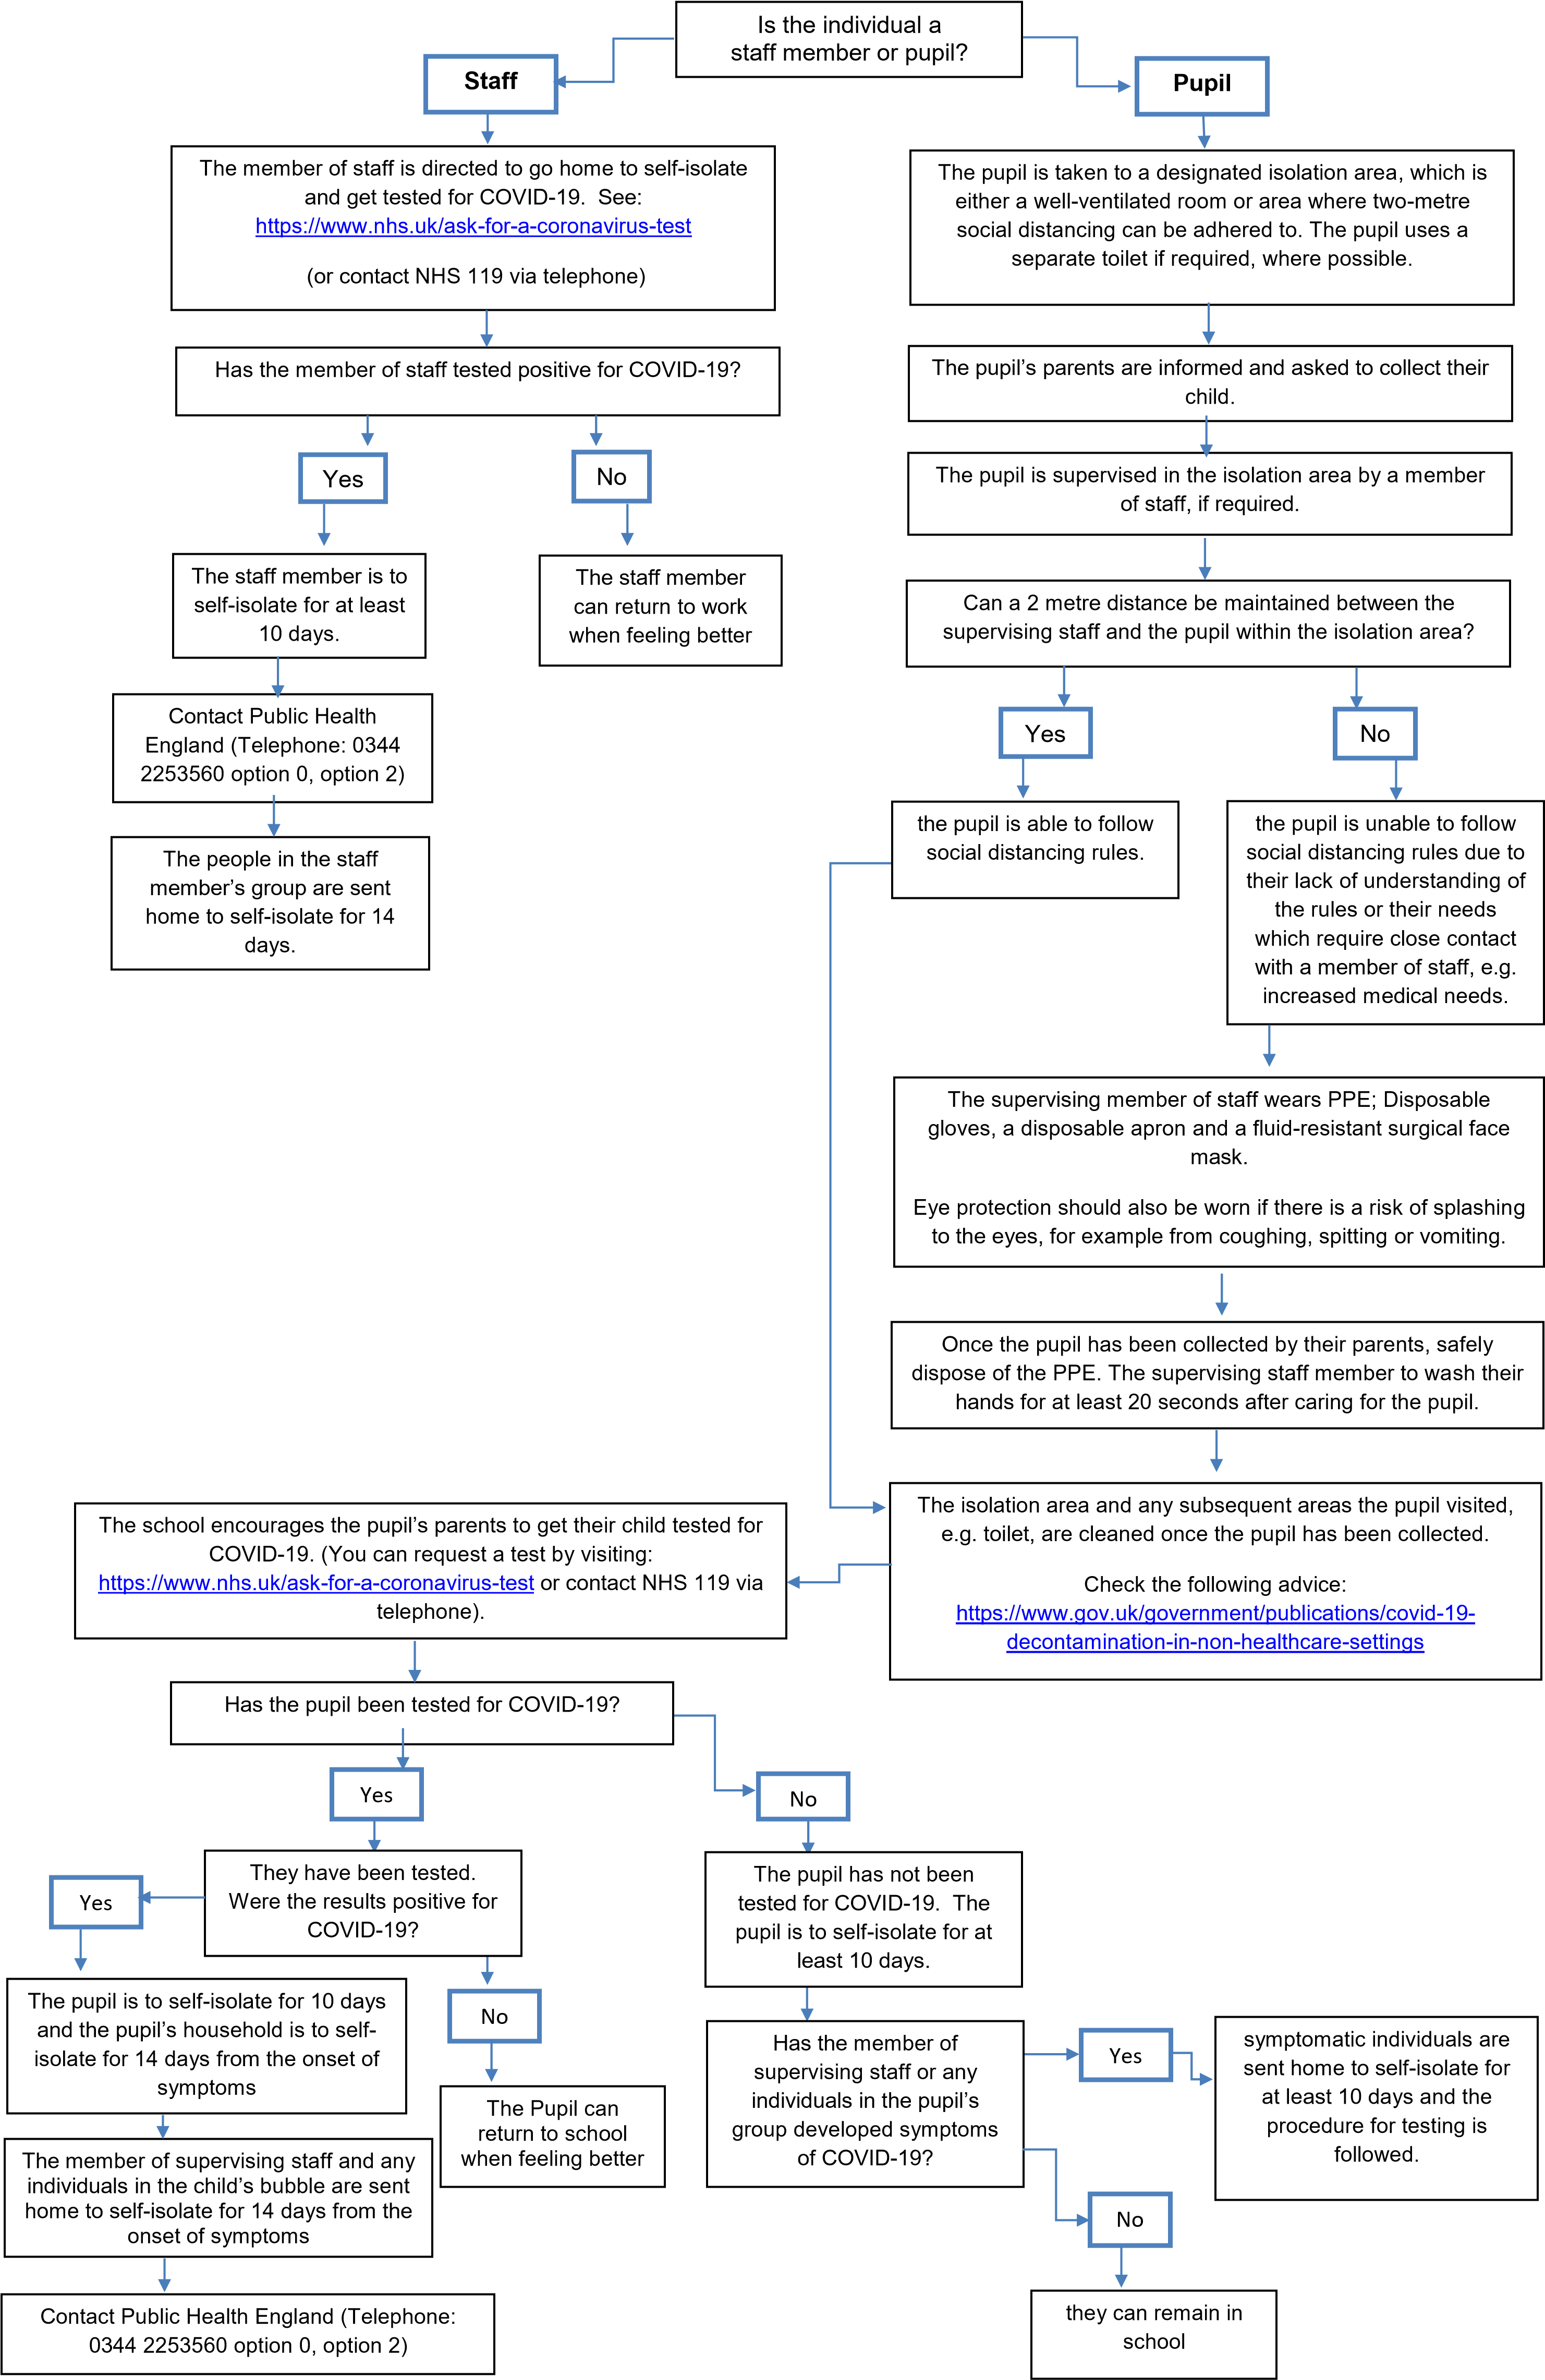 Is the individual a
staff member or pupil?
Staff
Pupil
The member of staff is directed to go home to self-isolate
and get tested for COVID-19.  See:
https://www.nhs.uk/ask-for-a-coronavirus-test
(or contact NHS 119 via telephone)
Has the member of staff tested positive for COVID-19?
Yes
No
The staff member is to
self-isolate for at least
10 days.
The staff member
can return to work
when feeling better
Contact Public Health
England (Telephone: 0344
2253560 option 0, option 2)
The people in the staff
member’s group are sent
home to self-isolate for 14
days.
The pupil is taken to a designated isolation area, which is
either a well-ventilated room or area where two-metre
social distancing can be adhered to. The pupil uses a
separate toilet if required, where possible.
The pupil’s parents are informed and asked to collect their
child.
The pupil is supervised in the isolation area by a member
of staff, if required.
Can a 2 metre distance be maintained between the
supervising staff and the pupil within the isolation area?
Yes
No
the pupil is able to follow
social distancing rules.
the pupil is unable to follow
social distancing rules due to
their lack of understanding of
the rules or their needs
which require close contact
with a member of staff, e.g.
increased medical needs.
The supervising member of staff wears PPE; Disposable
gloves, a disposable apron and a fluid-resistant surgical face
mask.
Eye protection should also be worn if there is a risk of splashing
to the eyes, for example from coughing, spitting or vomiting.
Once the pupil has been collected by their parents, safely
dispose of the PPE. The supervising staff member to wash their
hands for at least 20 seconds after caring for the pupil.
The isolation area and any subsequent areas the pupil visited,
e.g. toilet, are cleaned once the pupil has been collected.
Check the following advice:
https://www.gov.uk/government/publications/covid-19-
decontamination-in-non-healthcare-settings
The school encourages the pupil’s parents to get their child tested for
COVID-19. (You can request a test by visiting:
https://www.nhs.uk/ask-for-a-coronavirus-test or contact NHS 119 via
telephone).
Has the pupil been tested for COVID-19?
Yes
No
They have been tested.
Were the results positive for
COVID-19?
Yes
No
The pupil is to self-isolate for 10 days
and the pupil’s household is to self-
isolate for 14 days from the onset of
symptoms
The Pupil can
return to school
when feeling better
The member of supervising staff and any
individuals in the child’s bubble are sent
home to self-isolate for 14 days from the
onset of symptoms
Contact Public Health England (Telephone:
0344 2253560 option 0, option 2)
The pupil has not been
tested for COVID-19.  The
pupil is to self-isolate for at
least 10 days.
Has the member of
supervising staff or any
individuals in the pupil’s
group developed symptoms
of COVID-19?
Yes
symptomatic individuals are
sent home to self-isolate for
at least 10 days and the
procedure for testing is
followed.
No
they can remain in
school